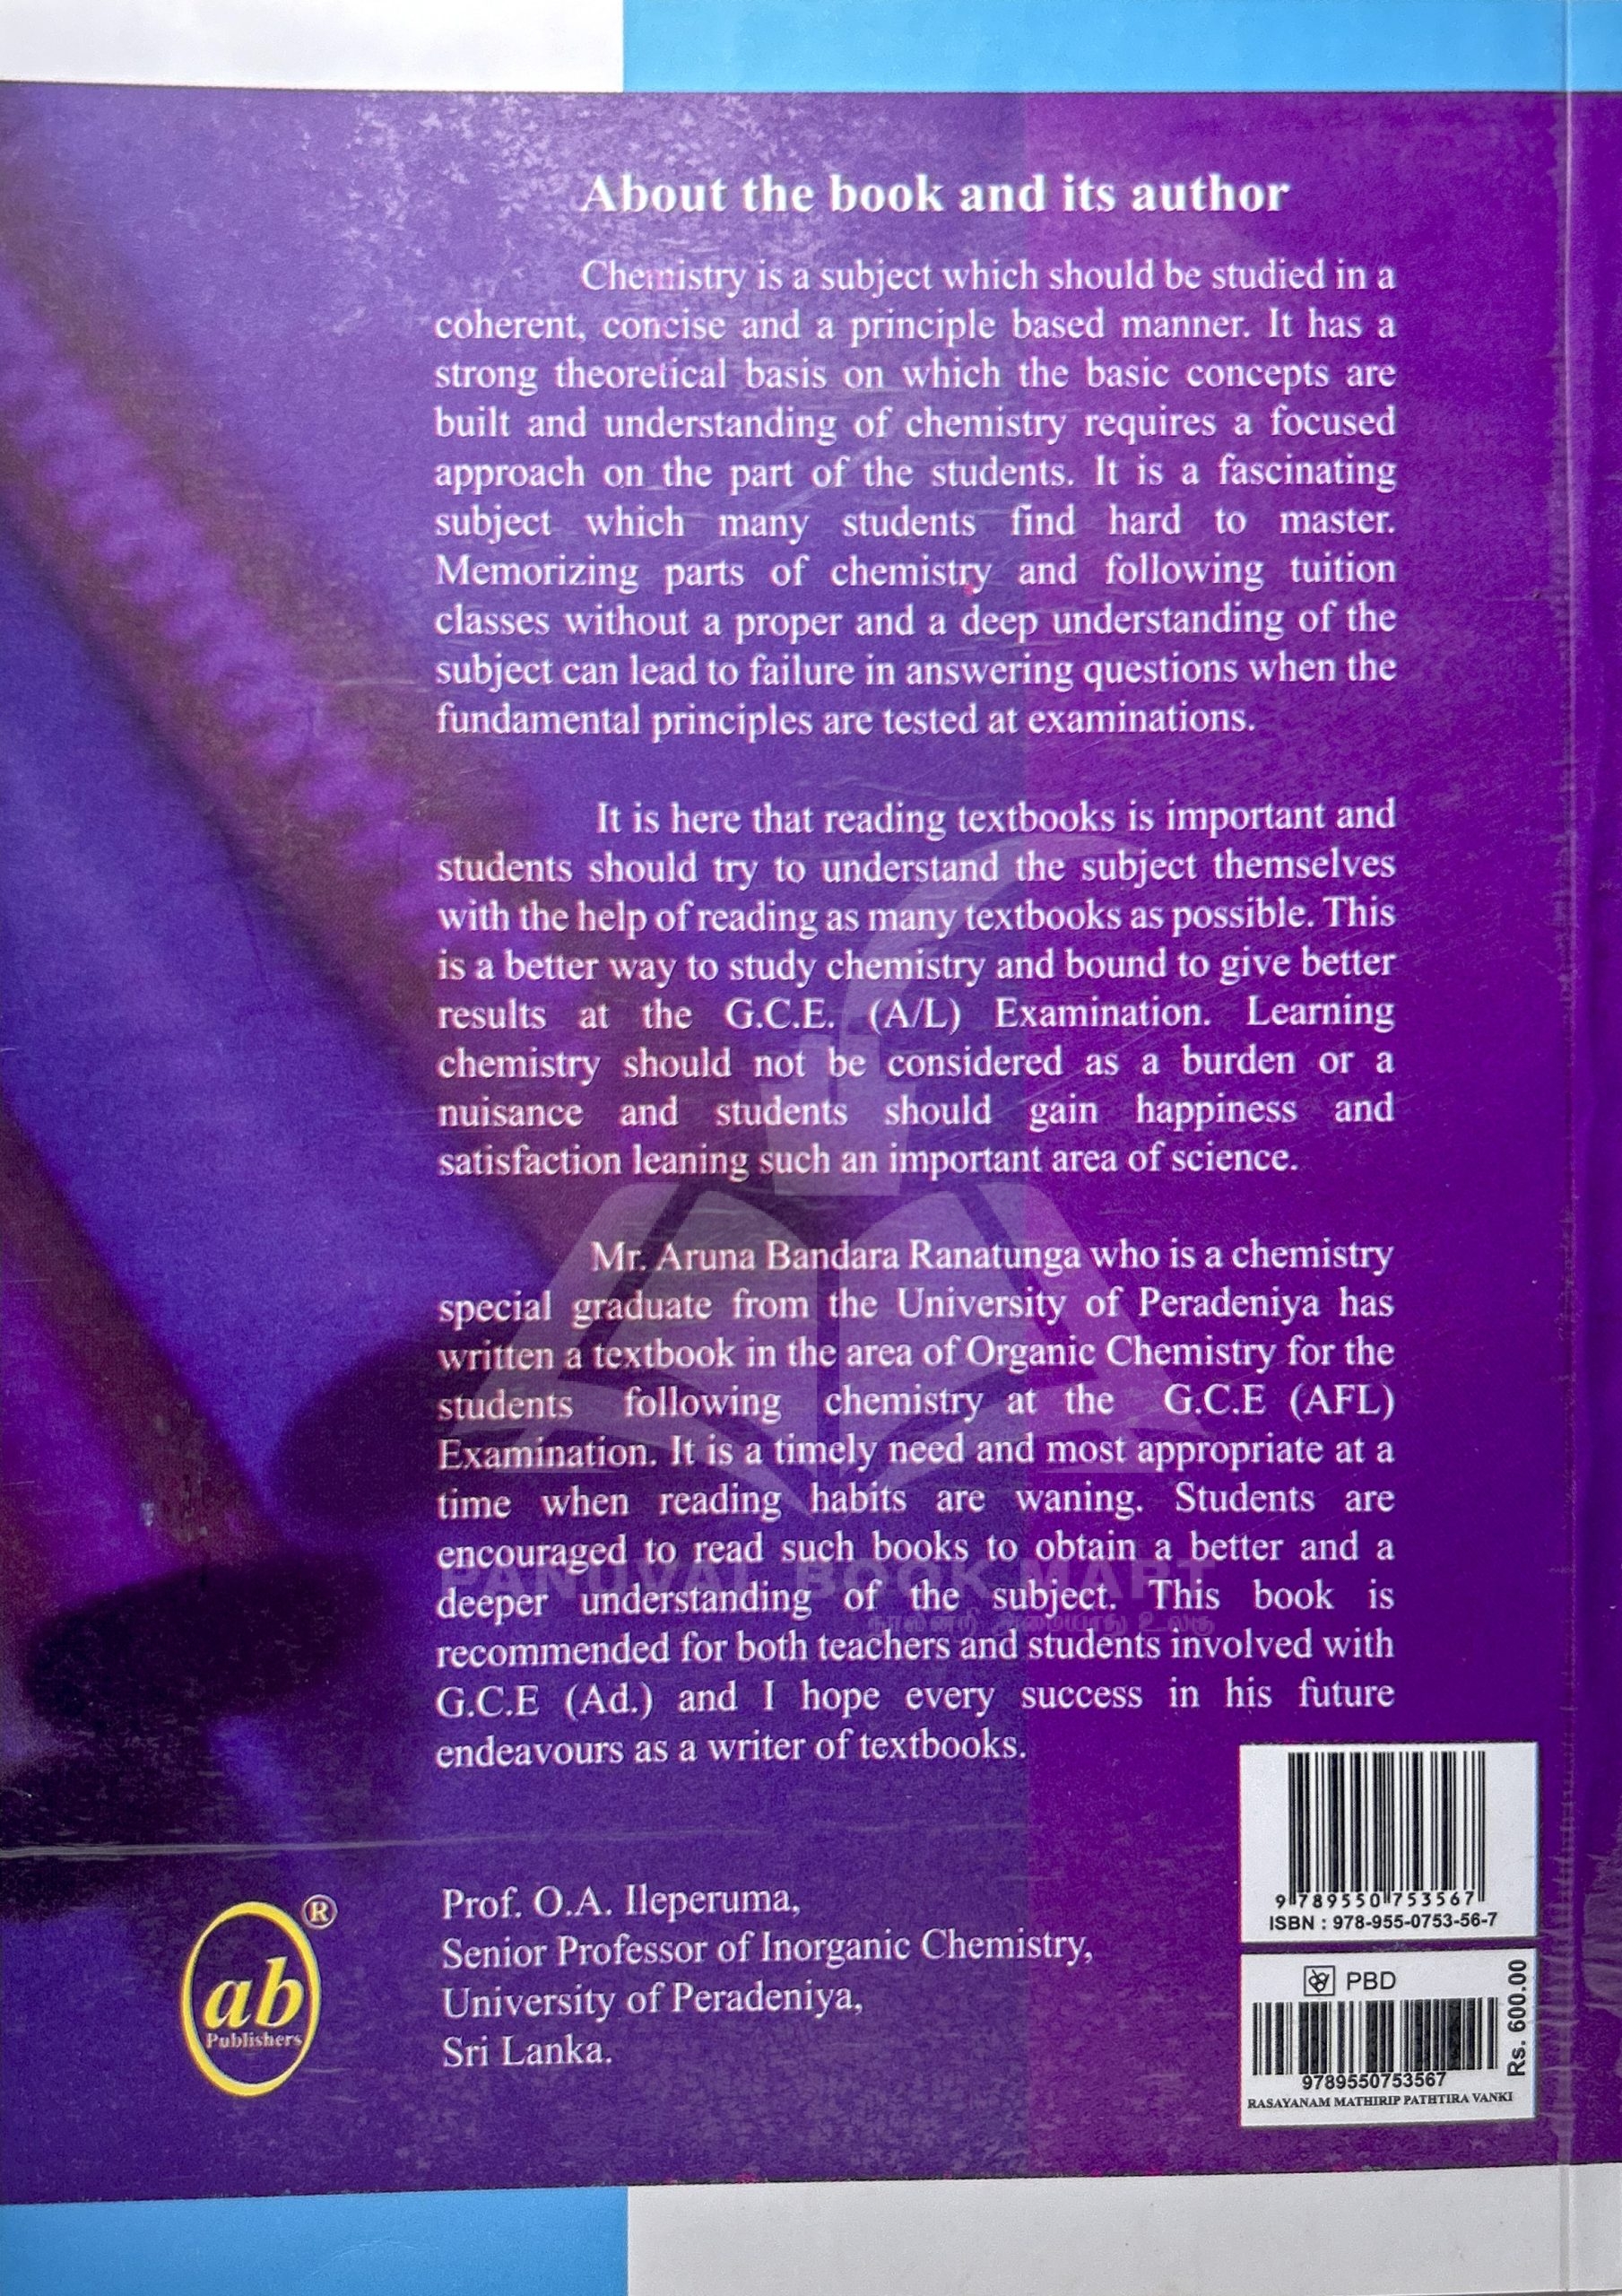 About the book and its author
Chemistry is a subject which should be studied in a
coherent, concise and a principle based manner. It has a
strong theoretical basis on which the basic concepts are
built and understanding of chemistry requires a focused
approach on the part of the students. It is a fascinating
subject which many students find hard to master.
Memorizing parts of chemistry and following tuition
classes without a proper and a deep understanding of the
subject can lead to failure in answering questions when the
fundamental principles are tested at examinations.
It is here that reading textbooks is important and
students should try to understand the subject themselves
with the help of reading as many textbooks as possible. This
is a better way to study chemistry and bound to give better
results at the G.C.E. (A/L) Examination. Learning
chemistry should not be considered as a burden or a
nuisance and students should gain happiness and
satisfaction leaning such an important area of science.
Mr. Aruna Bandara Ranatunga who is a chemistry
special graduate from the University of Peradeniya has
written a textbook in the area of Organic Chemistry for the
students following chemistry at the G.C.E (AFL)
Examination. It is a timely need and most appropriate at a
time when reading habits are waning. Students are
encouraged to read such books to obtain a better and a
PANUVAL BOOK MART
deeper understanding of the subject. This book is
நூலின்றி அமையாது உலகு
recommended for both teachers and students involved with
G.C.E (Ad.) and I hope every success in his future
endeavours as a writer of textbooks.
Prof. O.A. Ileperuma,
Senior Professor of Inorganic Chemistry,
University of Peradeniya,
Sri Lanka.
ab
Publishers
®
9 789550 753567
ISBN : 978-955-0753-56-7
PBD
Rs. 600.00
9789550753567
RASAYANAM MATHIRIP PATHTIRA VANKI